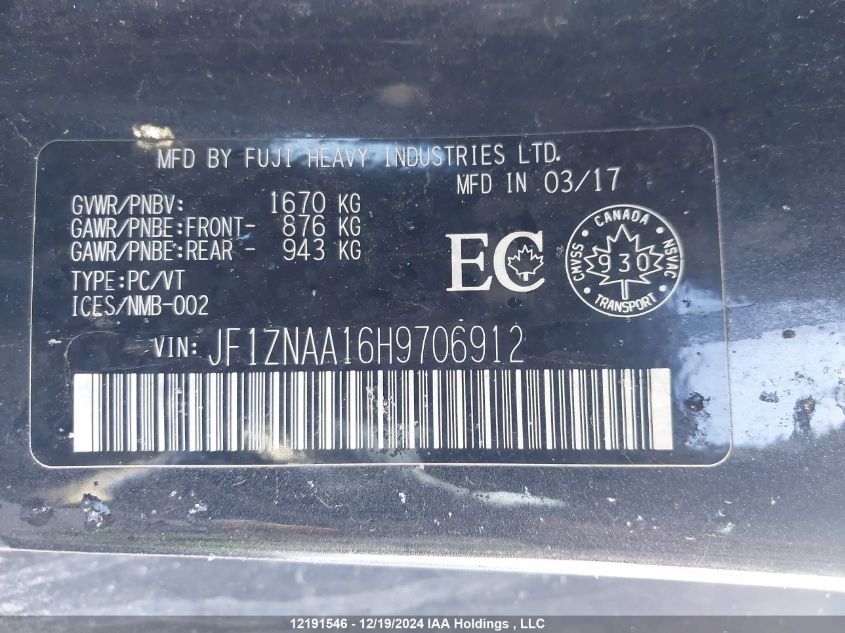 MFD BY FUJI HEAVY INDUSTRIES LTD.
MFD IN 03/17
GVWR/PNBV: 1670 KG
GAWR/PNBE:FRONT- 876 KG
GAWR/PNBE:REAR - 943 KG
TYPE:PC/VT
ICES/NMB-002
EC
CANADA
CMVSS 930 NSVAC
TRANSPORT
VIN: JF1ZNAA16H9706912
12191546 - 12/19/2024 IAA Holdings , LLC